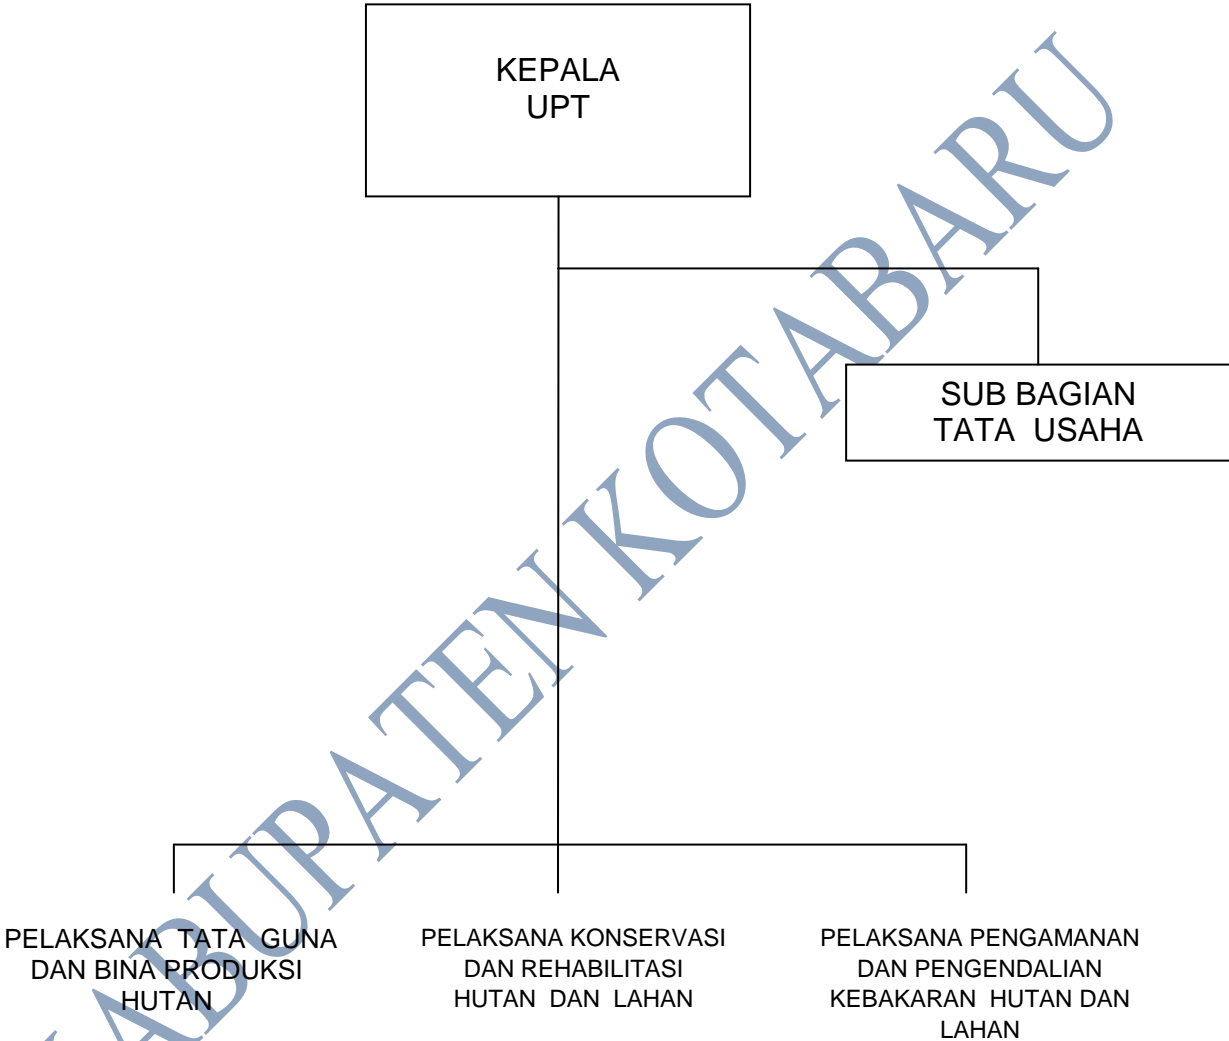 KEPALA
UPT
SUB BAGIAN
TATA USAHA
PELAKSANA TATA GUNA
DAN BINA PRODUKSI
HUTAN
PELAKSANA KONSERVASI
DAN REHABILITASI
HUTAN DAN LAHAN
PELAKSANA PENGAMANAN
DAN PENGENDALIAN
KEBAKARAN HUTAN DAN
LAHAN
ABUPATEN KOTABARU